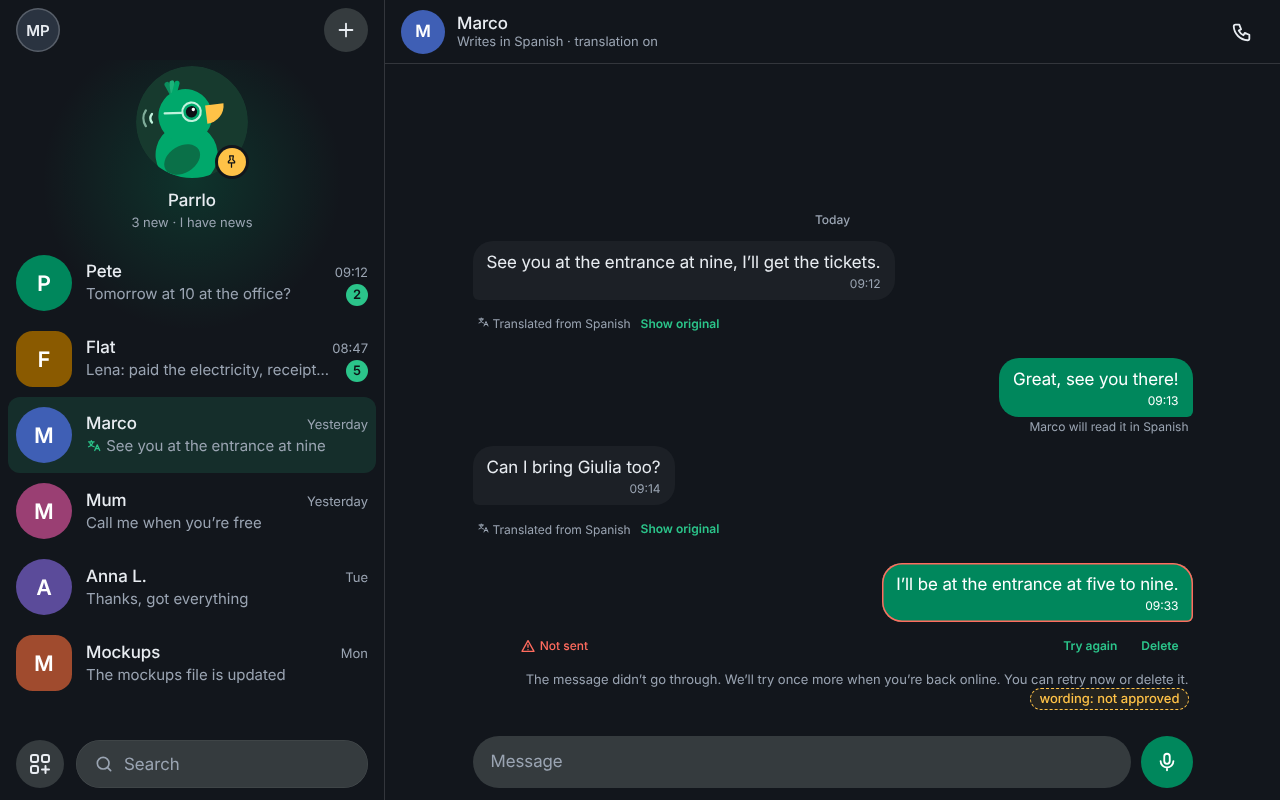 MP
Parrlo
3 new · I have news
P
Pete
09:12
Tomorrow at 10 at the office?
2
F
Flat
08:47
Lena: paid the electricity, receipt…
5
M
Marco
Yesterday
See you at the entrance at nine
M
Mum
Yesterday
Call me when you’re free
A
Anna L.
Tue
Thanks, got everything
M
Mockups
Mon
The mockups file is updated
Search
M
Marco
Writes in Spanish · translation on
Today
See you at the entrance at nine, I’ll get the tickets.
09:12
Translated from Spanish Show original
Great, see you there!
09:13
Marco will read it in Spanish
Can I bring Giulia too?
09:14
Translated from Spanish Show original
I’ll be at the entrance at five to nine.
09:33
Not sent Try again Delete
The message didn’t go through. We’ll try once more when you’re back online. You can retry now or delete it.
wording: not approved
Message